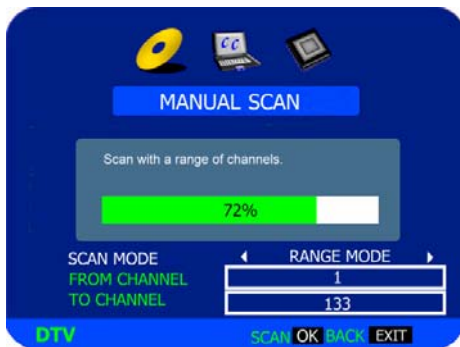 CC
MANUAL SCAN
Scan with a range of channels.
72%
SCAN MODE RANGE MODE
FROM CHANNEL 1
TO CHANNEL 133
DTV SCAN OK BACK EXIT